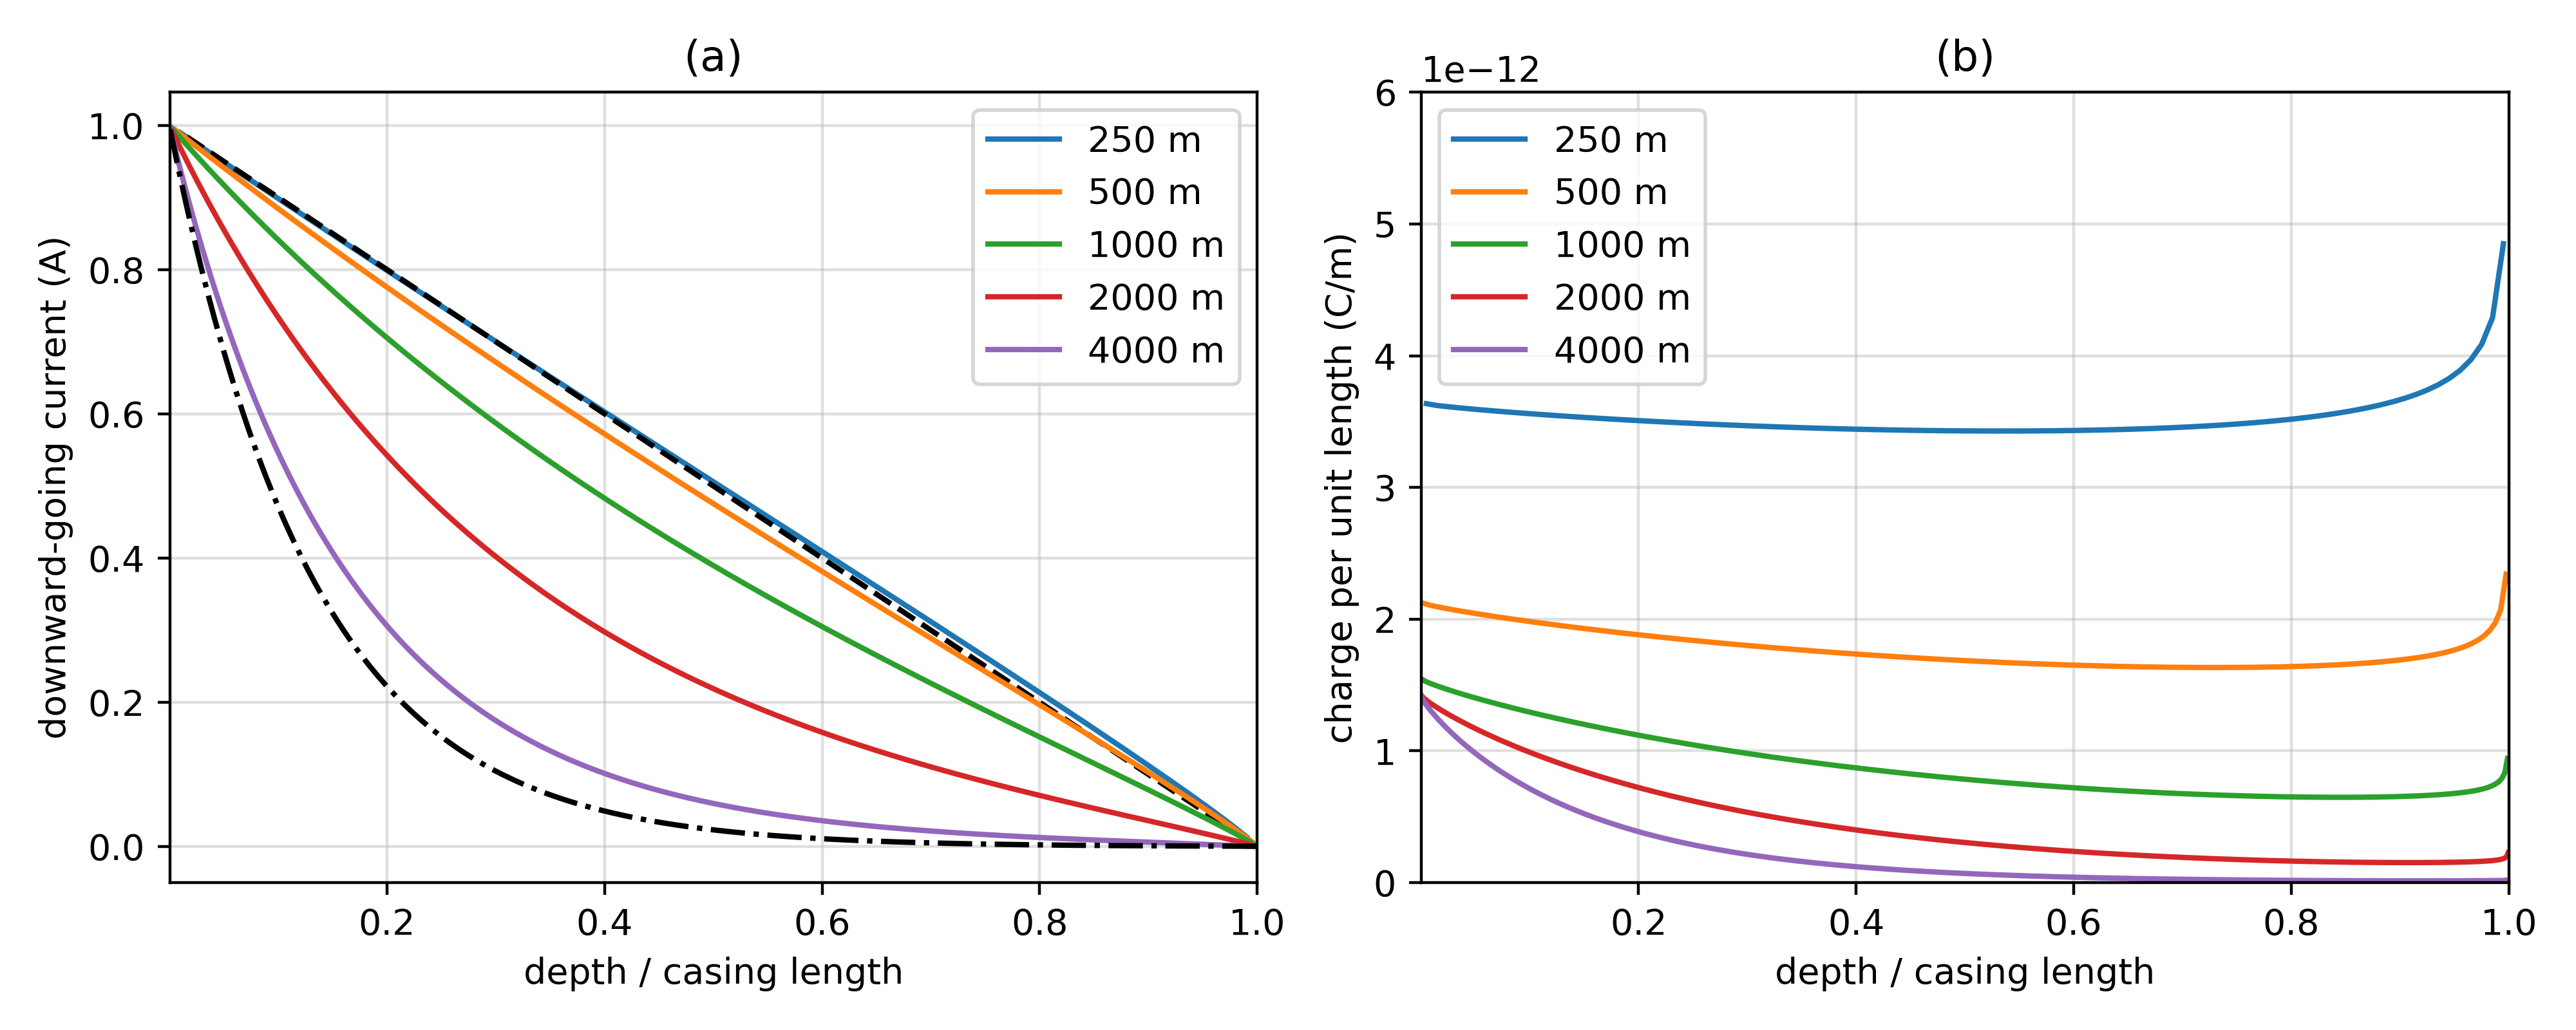 (a)
downward-going current (A)
1.0
0.8
0.6
0.4
0.2
0.0
250 m
500 m
1000 m
2000 m
4000 m
0.2
0.4
0.6
0.8
1.0
depth / casing length
(b)
1e−12
charge per unit length (C/m)
6
5
4
3
2
1
0
250 m
500 m
1000 m
2000 m
4000 m
0.2
0.4
0.6
0.8
1.0
depth / casing length